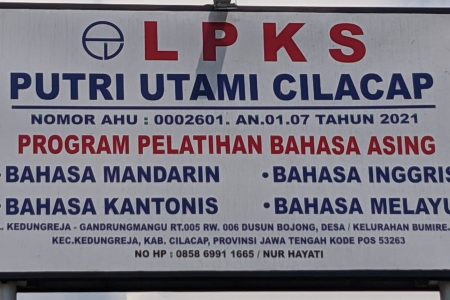 LPKS
PUTRI UTAMI CILACAP
NOMOR AHU : 0002601. AN.01.07 TAHUN 2021
PROGRAM PELATIHAN BAHASA ASING
• BAHASA MANDARIN • BAHASA INGGRIS
• BAHASA KANTONIS • BAHASA MELAYU
KEDUNGREJA - GANDRUNGMANGU RT.005 RW. 006 DUSUN BOJONG, DESA / KELURAHAN BUMIRE
KEC.KEDUNGREJA, KAB. CILACAP, PROVINSI JAWA TENGAH KODE POS 53263
NO HP : 0858 6991 1665 / NUR HAYATI